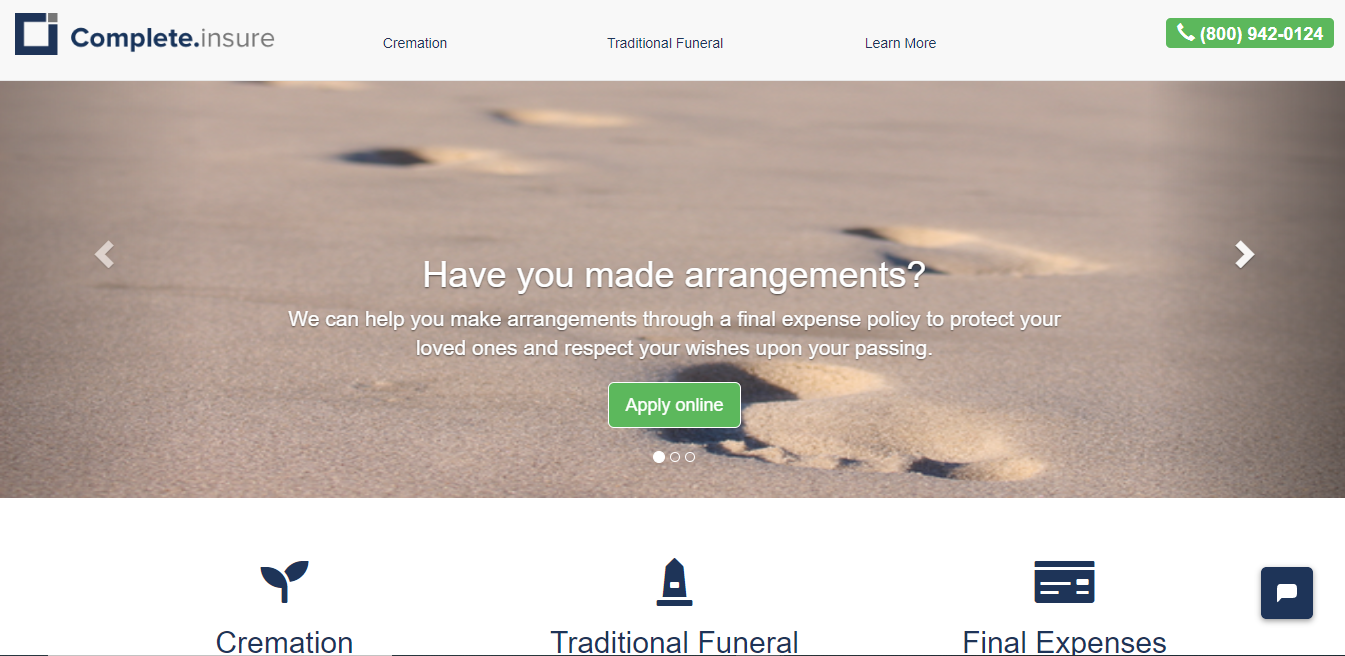 Complete.insure
Cremation
Traditional Funeral
Learn More
(800) 942-0124
Have you made arrangements?
We can help you make arrangements through a final expense policy to protect your
loved ones and respect your wishes upon your passing.
Apply online
Cremation
Traditional Funeral
Final Expenses